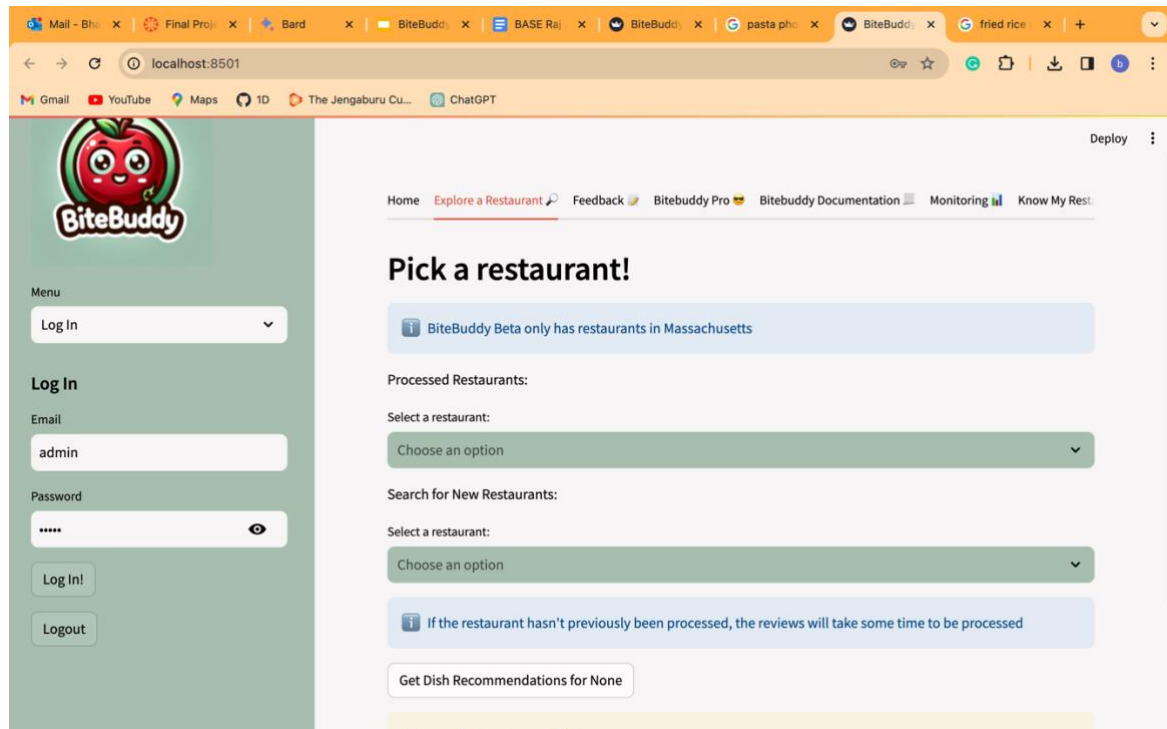 Mail - Bha
Final Proje
Bard
BiteBuddy
BASE Raj
BiteBuddy
pasta pho
BiteBuddy
fried rice
localhost:8501
b
Gmail
YouTube
Maps
1D
The Jengaburu Cu...
ChatGPT
BiteBuddy
Menu
Log In
Log In
Email
admin
Password
•••••
Log In!
Logout
Deploy
Home Explore a Restaurant 🔎 Feedback 📝 Bitebuddy Pro 😎 Bitebuddy Documentation 📃 Monitoring 📊 Know My Rest
Pick a restaurant!
ℹ️ BiteBuddy Beta only has restaurants in Massachusetts
Processed Restaurants:
Select a restaurant:
Choose an option
Search for New Restaurants:
Select a restaurant:
Choose an option
ℹ️ If the restaurant hasn't previously been processed, the reviews will take some time to be processed
Get Dish Recommendations for None